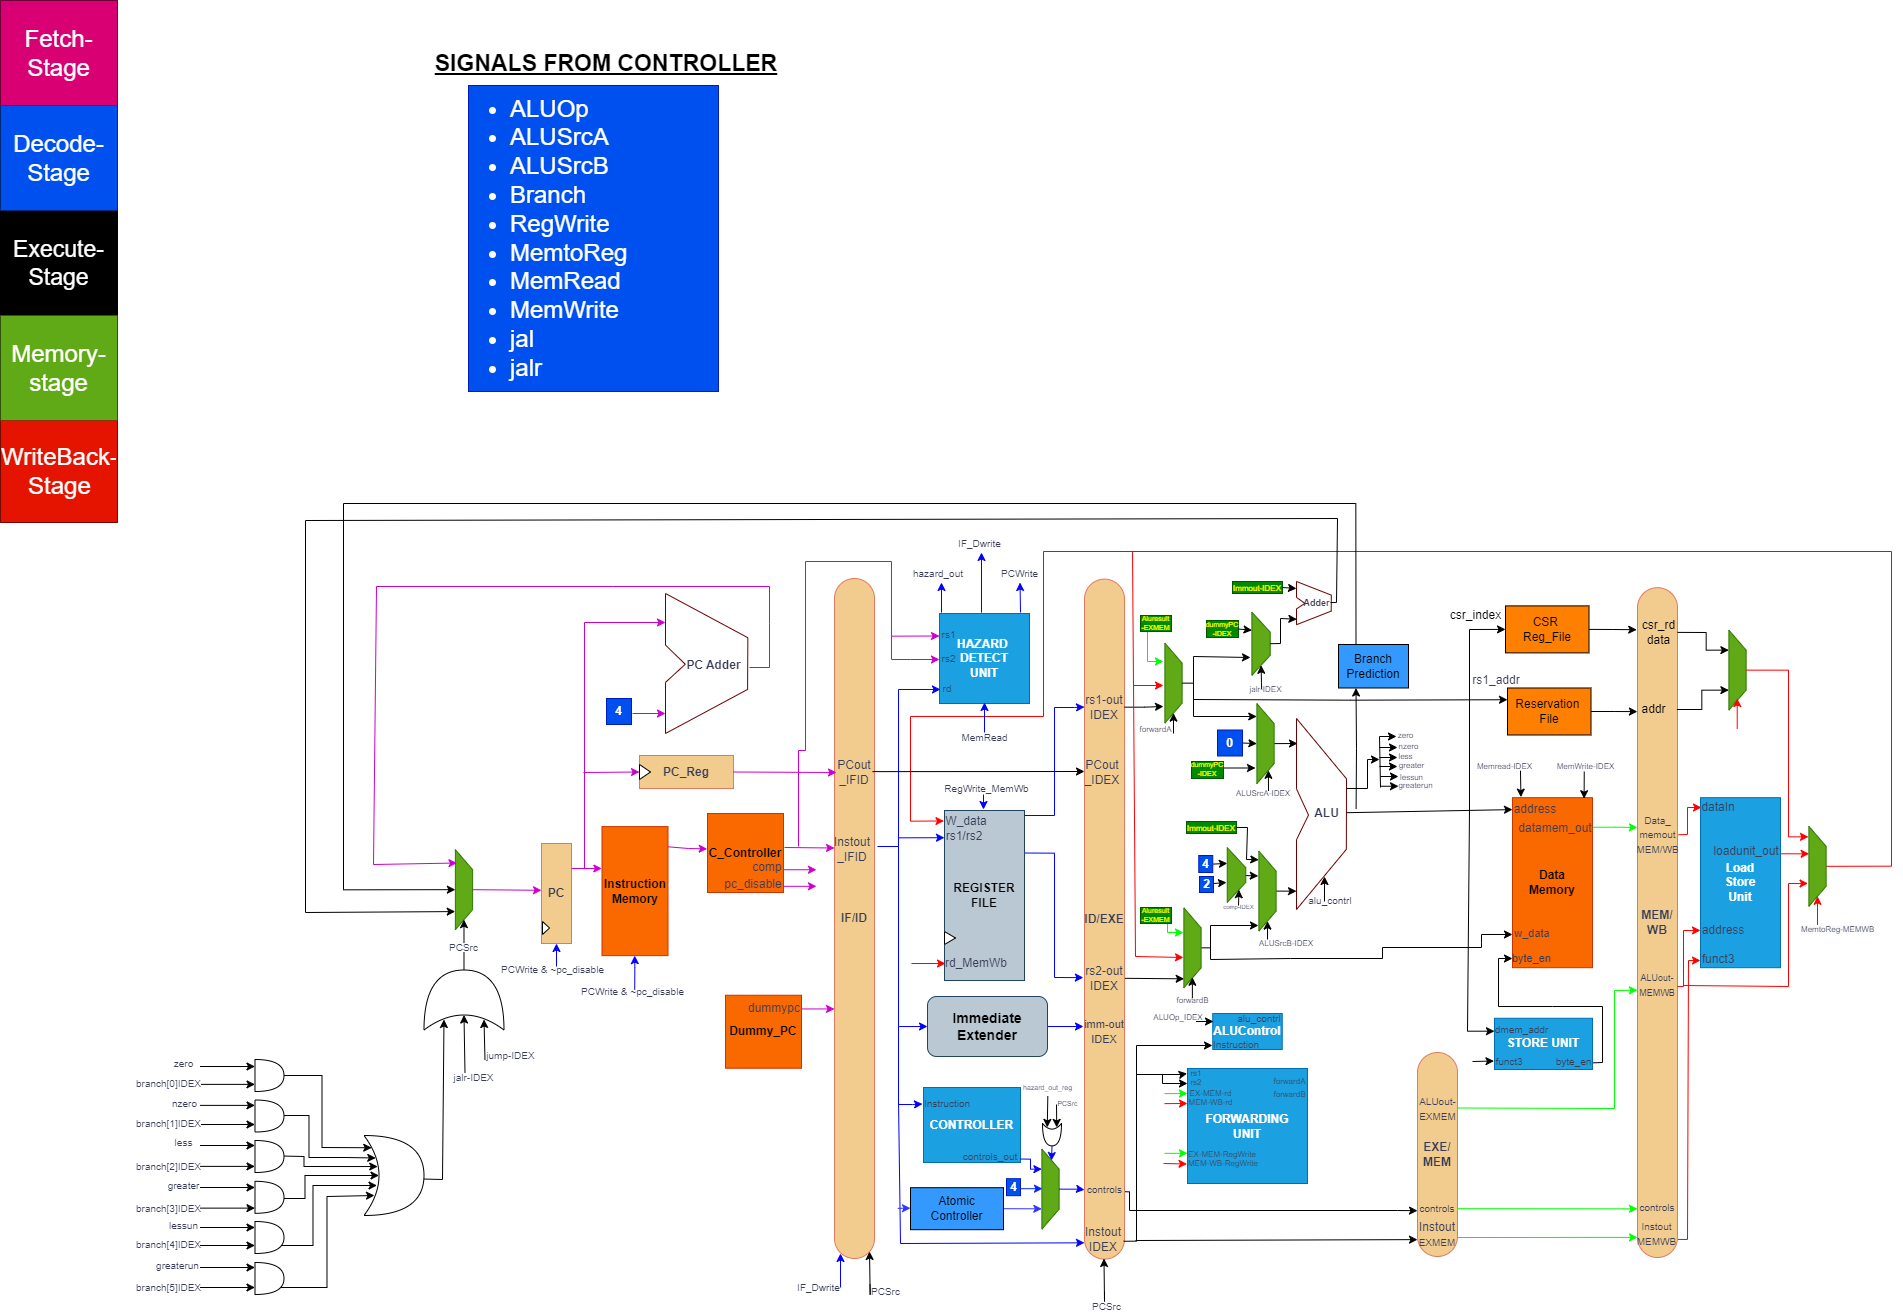 Fetch-
Stage
Decode-
Stage
Execute-
Stage
Memory-
stage
WriteBack-
Stage
SIGNALS FROM CONTROLLER
ALUOp
ALUSrcA
ALUSrcB
Branch
RegWrite
MemtoReg
MemRead
MemWrite
jal
jalr
PC Adder
4
PC_Reg
PCSrc
PC
PCWrite & ~pc_disable
Instruction
Memory
PCWrite & ~pc_disable
C_Controller
comp
pc_disable
dummypc
Dummy_PC
jump-IDEX
jalr-IDEX
zero
branch[0]IDEX
nzero
branch[1]IDEX
less
branch[2]IDEX
greater
branch[3]IDEX
lessun
branch[4]IDEX
greaterun
branch[5]IDEX
PCout
_IFID
Instout
_IFID
IF/ID
IF_Dwrite
PCSrc
IF_Dwrite
hazard_out
PCWrite
rs1
rs2
rd
HAZARD
DETECT
UNIT
MemRead
RegWrite_MemWb
W_data
rs1/rs2
REGISTER
FILE
rd_MemWb
Immediate
Extender
Instruction
CONTROLLER
controls_out
hazard_out_reg
PCSrc
4
Atomic
Controller
rs1-out
IDEX
PCout
_IDEX
ID/EXE
rs2-out
IDEX
imm-out
IDEX
controls
Instout
IDEX
PCSrc
Aluresult
-EXMEM
forwardA
Immout-IDEX
Adder
dummyPC
-IDEX
jalr-IDEX
0
dummyPC
-IDEX
ALUSrcA-IDEX
Immout-IDEX
4
2
comp-IDEX
ALUSrcB-IDEX
Aluresult
-EXMEM
forwardB
ALU
alu_contrl
Branch
Prediction
zero
nzero
less
greater
lessun
greaterun
ALUOp_IDEX
alu_contrl
ALUControl
Instruction
rs1
rs2
EX-MEM-rd
MEM-WB-rd
forwardA
forwardB
FORWARDING
UNIT
EX-MEM-RegWrite
MEM-WB-RegWrite
ALUout-
EXMEM
EXE/
MEM
controls
Instout
EXMEM
csr_index
CSR
Reg_File
rs1_addr
Reservation
File
Memread-IDEX
MemWrite-IDEX
address
datamem_out
Data
Memory
w_data
byte_en
dmem_addr
STORE UNIT
funct3
byte_en
csr_rd
data
addr
Data_
memout
MEM/WB
MEM/
WB
ALUout-
MEMWB
controls
Instout
MEMWB
dataIn
loadunit_out
Load
Store
Unit
address
funct3
MemtoReg-MEMWB